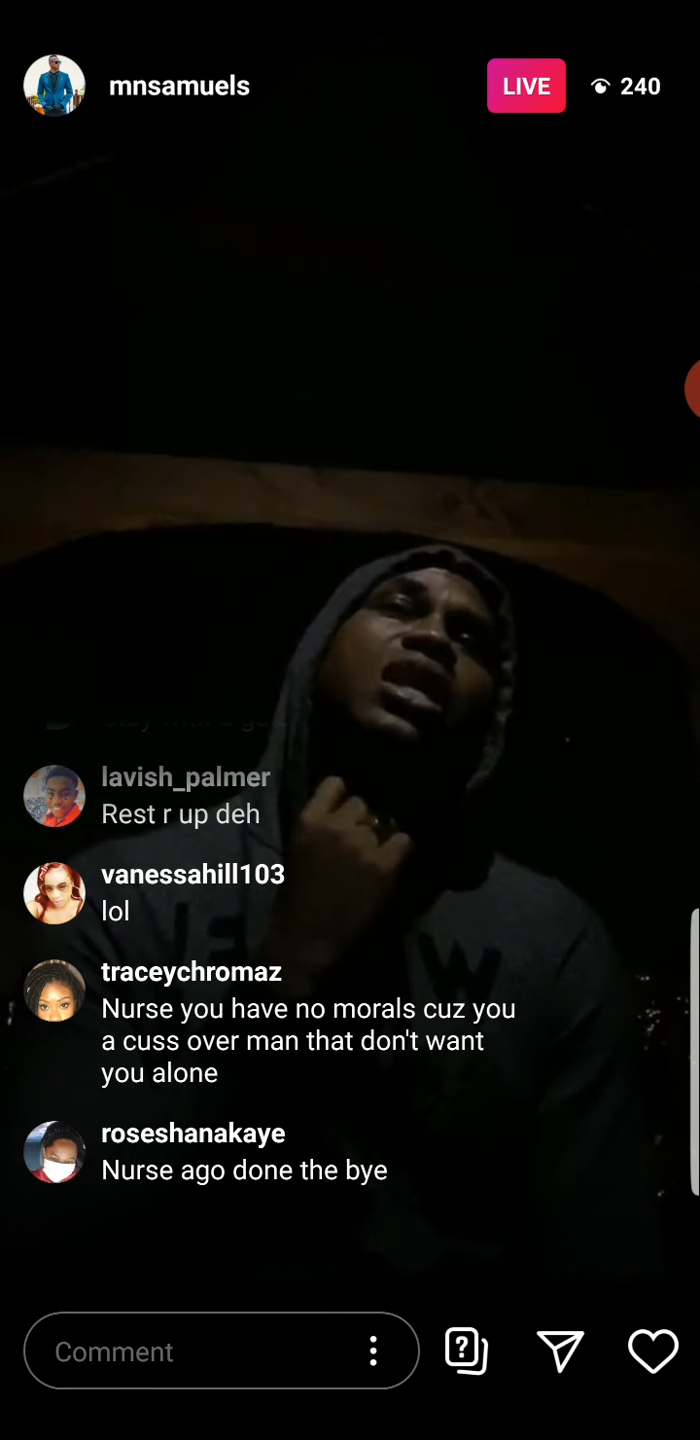 mnsamuels
LIVE
240
lavish_palmer
Rest r up deh
vanessahill103
lol
traceychromaz
Nurse you have no morals cuz you
a cuss over man that don't want
you alone
roseshanakaye
Nurse ago done the bye
Comment
?